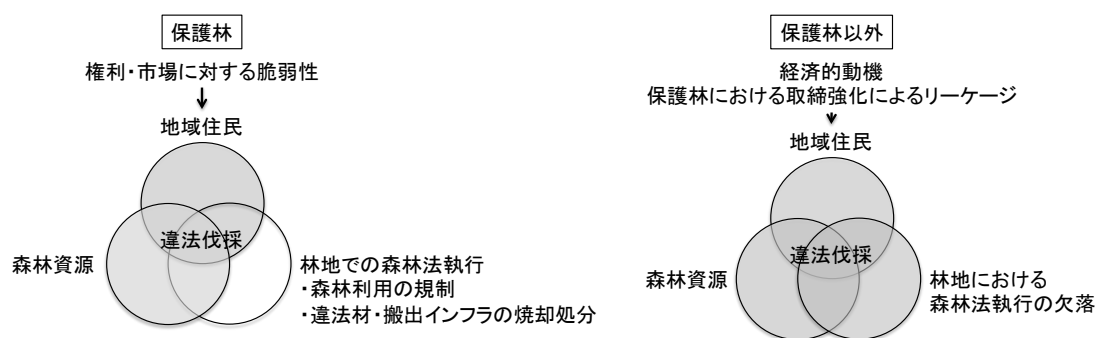 保護林
権利・市場に対する脆弱性
地域住民
違法伐採
森林資源
林地での森林法執行
・森林利用の規制
・違法材・搬出インフラの焼却処分
保護林以外
経済的動機
保護林における取締強化によるリーケージ
地域住民
違法伐採
森林資源
林地における
森林法執行の欠落